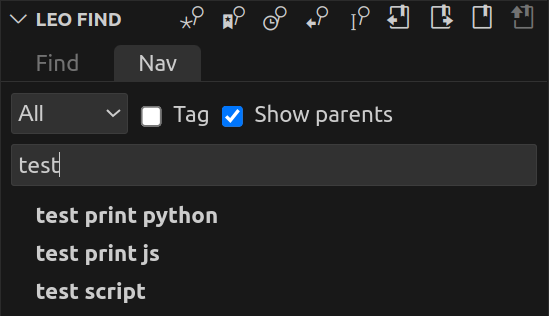 LEO FIND
Find Nav
All Tag Show parents
test
test print python
test print js
test script